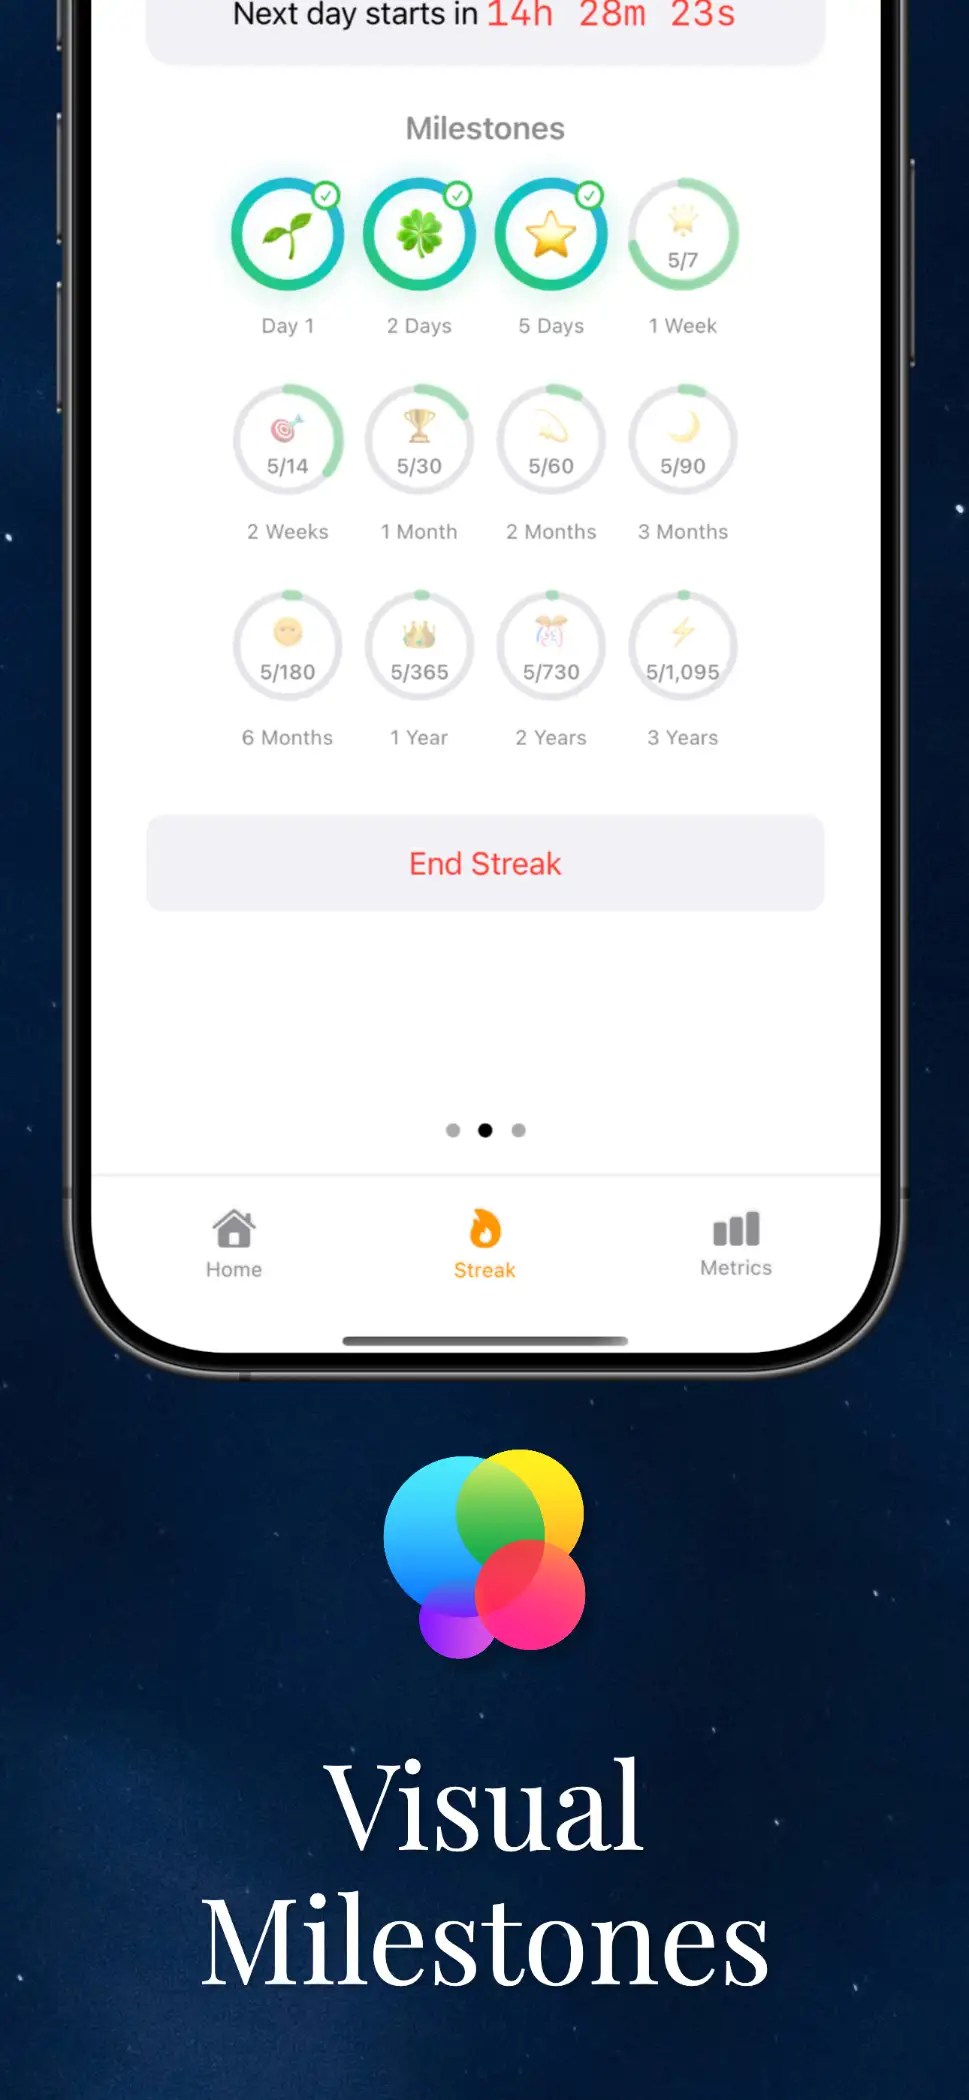 Next day starts in 14h 28m 23s
Milestones
5/7
Day 1 2 Days 5 Days 1 Week
5/14 5/30 5/60 5/90
2 Weeks 1 Month 2 Months 3 Months
5/180 5/365 5/730 5/1,095
6 Months 1 Year 2 Years 3 Years
End Streak
Home Streak Metrics
Visual
Milestones